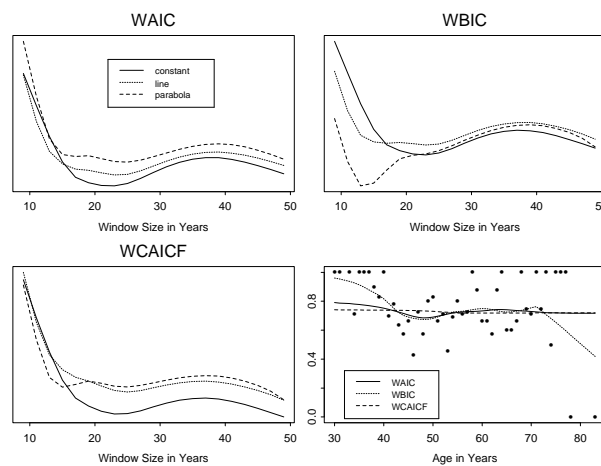 WAIC
constant
line
parabola
10 20 30 40 50
Window Size in Years
WBIC
10 20 30 40 50
Window Size in Years
WCAICF
10 20 30 40 50
Window Size in Years
0.0 0.4 0.8
WAIC
WBIC
WCAICF
30 40 50 60 70 80
Age in Years